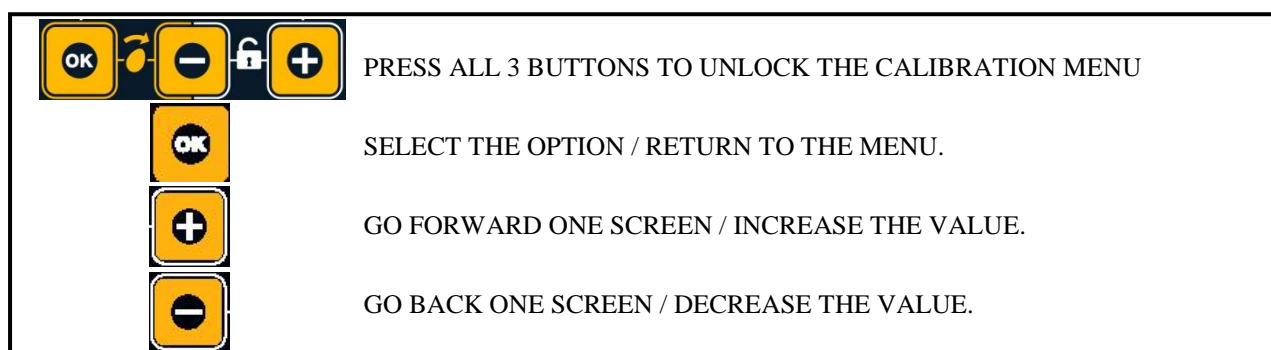 OK PRESS ALL 3 BUTTONS TO UNLOCK THE CALIBRATION MENU
OK SELECT THE OPTION / RETURN TO THE MENU.
GO FORWARD ONE SCREEN / INCREASE THE VALUE.
GO BACK ONE SCREEN / DECREASE THE VALUE.